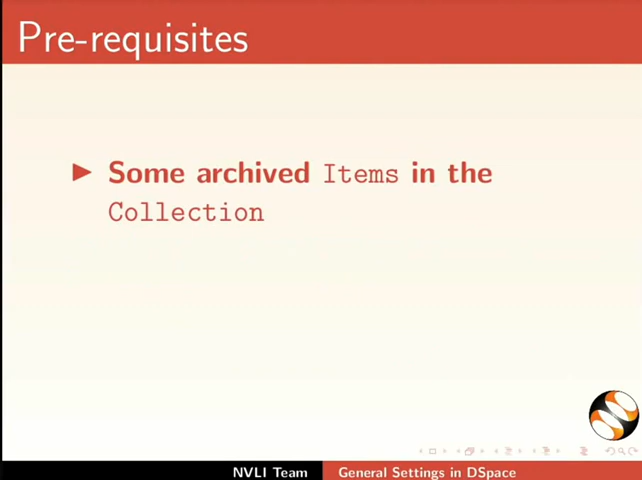 Pre-requisites
Some archived Items in the
Collection
NVLI Team
General Settings in DSpace